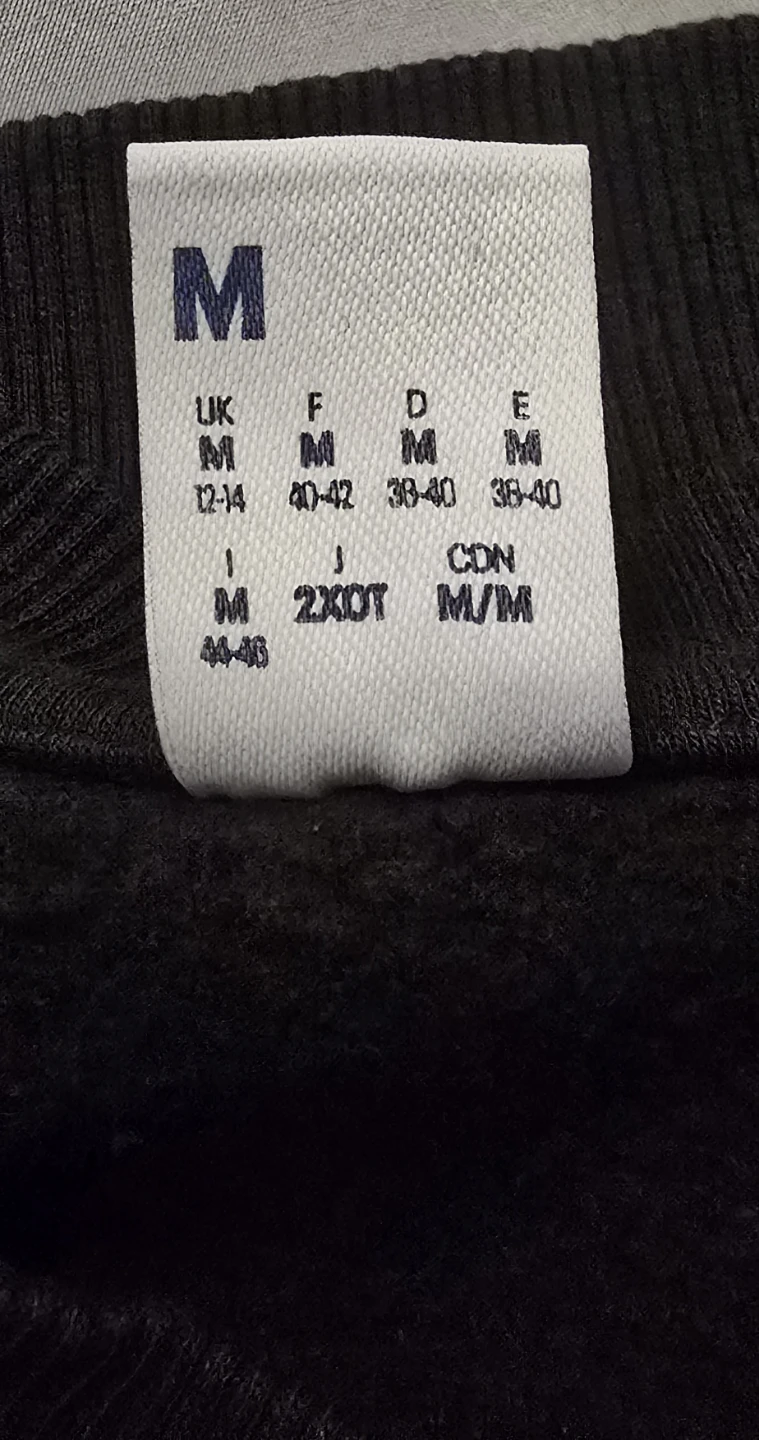 M
UK F D E
M M M M
12-14 40-42 38-40 38-40
I J CDN
M 2XOT M/M
44-46